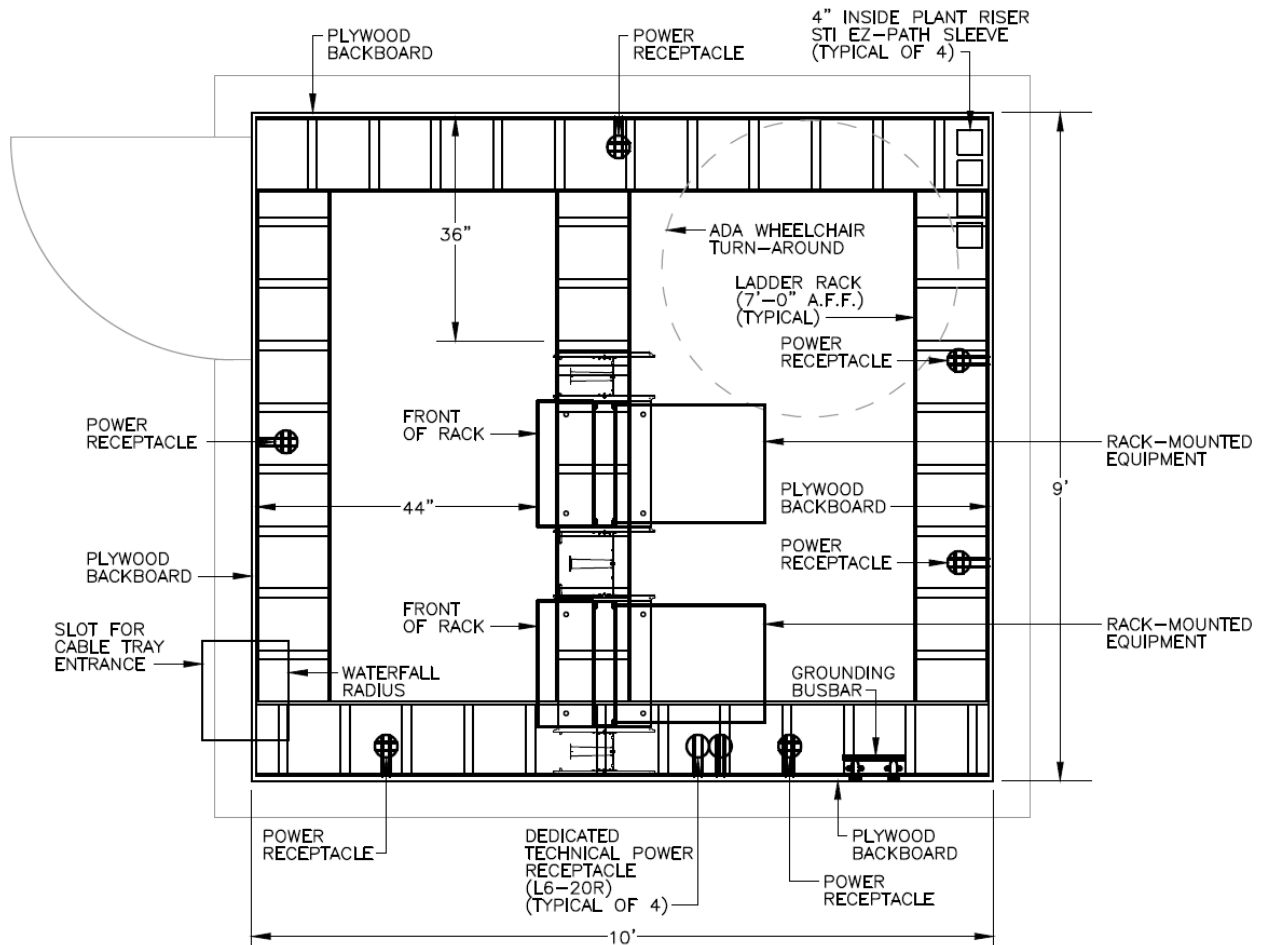 PLYWOOD
BACKBOARD
POWER
RECEPTACLE
4” INSIDE PLANT RISER
STI EZ-PATH SLEEVE
(TYPICAL OF 4)
36”
ADA WHEELCHAIR
TURN-AROUND
LADDER RACK
(7'-0” A.F.F.)
(TYPICAL)
POWER
RECEPTACLE
POWER
RECEPTACLE
FRONT
OF RACK
RACK-MOUNTED
EQUIPMENT
44”
PLYWOOD
BACKBOARD
9'
PLYWOOD
BACKBOARD
POWER
RECEPTACLE
FRONT
OF RACK
RACK-MOUNTED
EQUIPMENT
SLOT FOR
CABLE TRAY
ENTRANCE
WATERFALL
RADIUS
GROUNDING
BUSBAR
POWER
RECEPTACLE
DEDICATED
TECHNICAL POWER
RECEPTACLE
(L6-20R)
(TYPICAL OF 4)
PLYWOOD
BACKBOARD
POWER
RECEPTACLE
10'